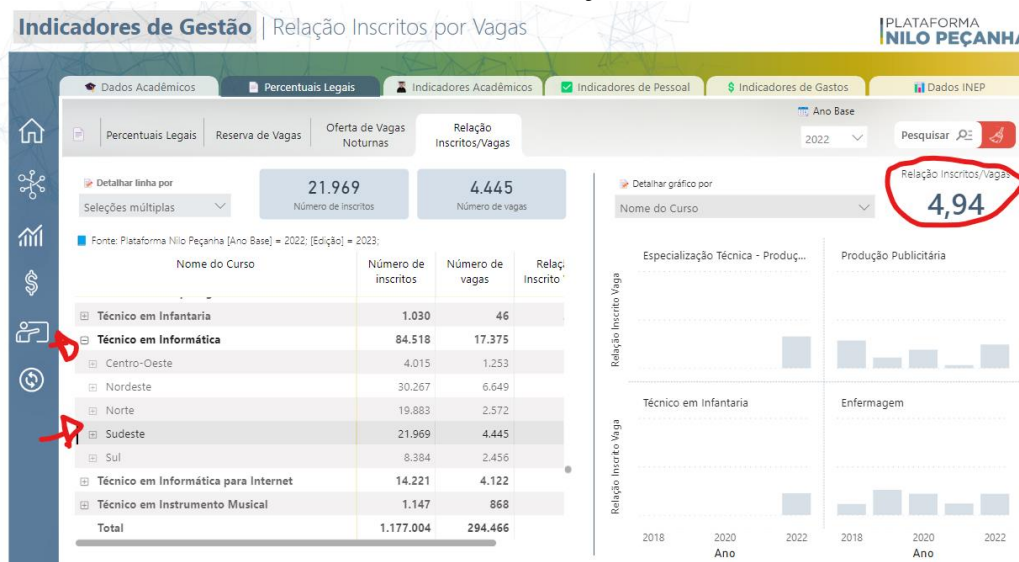 Indicadores de Gestão | Relação Inscritos por Vagas
PLATAFORMA
NILO PEÇANHA
Dados Acadêmicos
Percentuais Legais
Indicadores Acadêmicos
Indicadores de Pessoal
$ Indicadores de Gastos
Dados INEP
Percentuais Legais
Reserva de Vagas
Oferta de Vagas
Noturnas
Relação
Inscritos/Vagas
Ano Base
2022
Pesquisar
Detalhar linha por
Seleções múltiplas
21.969
Número de inscritos
4.445
Número de vagas
Detalhar gráfico por
Nome do Curso
Relação Inscritos/Vagas
4,94
Fonte: Plataforma Nilo Peçanha [Ano Base] = 2022; [Edição] = 2023;
Nome do Curso Número de inscritos Número de vagas Relaç Inscrito
Técnico em Infantaria 1.030 46
Técnico em Informática 84.518 17.375
Centro-Oeste 4.015 1.253
Nordeste 30.267 6.649
Norte 19.883 2.572
Sudeste 21.969 4.445
Sul 8.384 2.456
Técnico em Informática para Internet 14.221 4.122
Técnico em Instrumento Musical 1.147 868
Total 1.177.004 294.466
Especialização Técnica - Produç...
Produção Publicitária
Relação Inscrito Vaga
Técnico em Infantaria
Enfermagem
Relação Inscrito Vaga
2018 2020 2022
2018 2020 2022
Ano
Ano